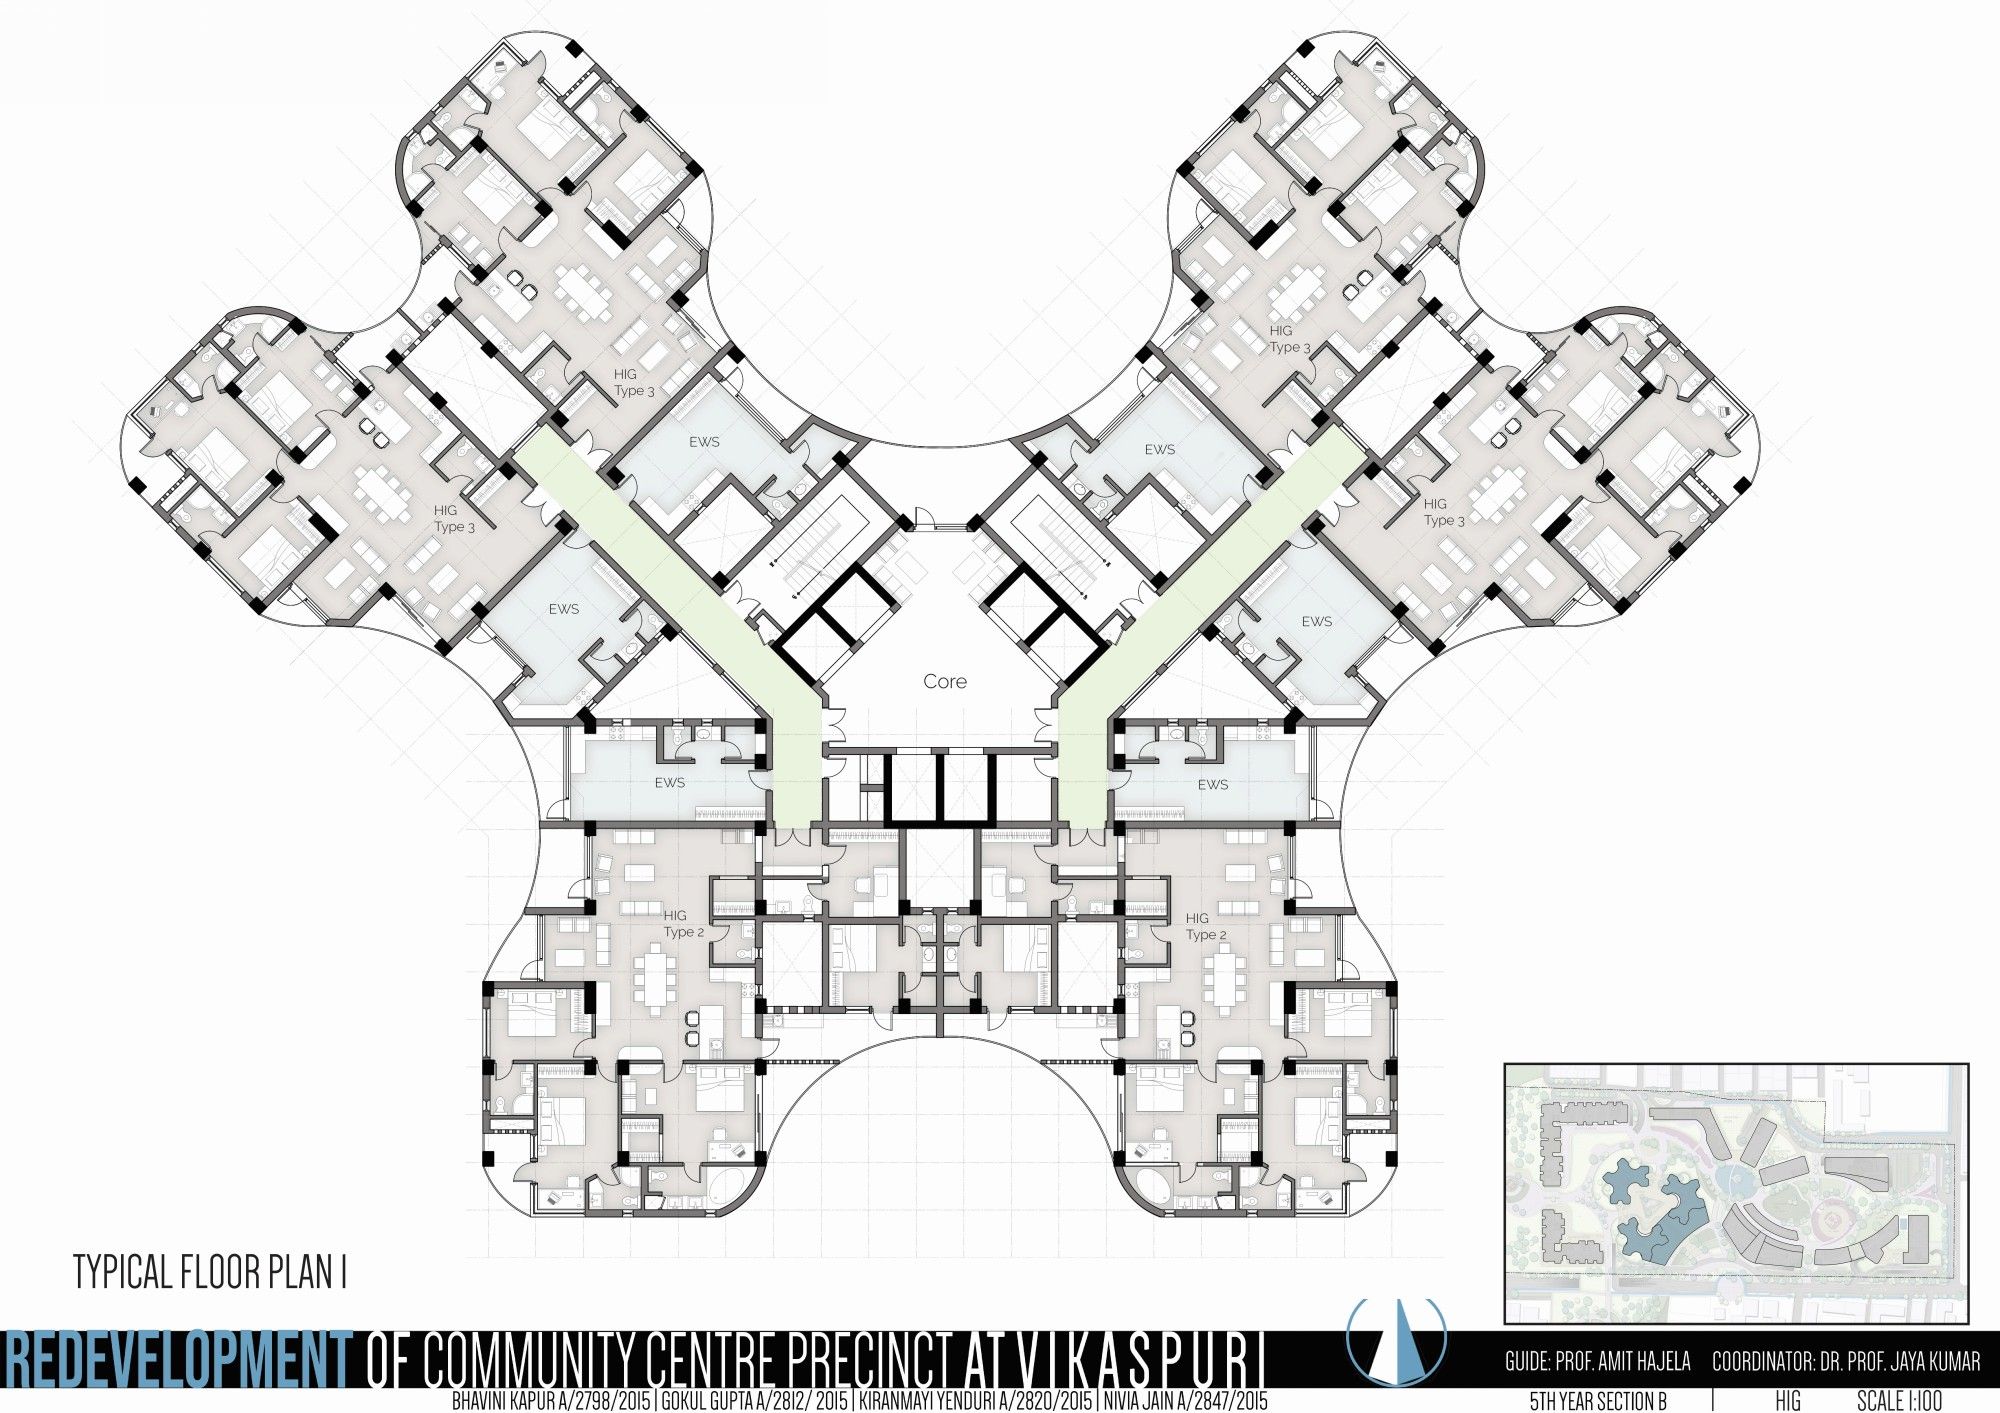 HIG
Type 3
HIG
Type 3
EWS
EWS
HIG
Type 3
HIG
Type 3
EWS
EWS
Core
EWS
EWS
HIG
Type 2
HIG
Type 2
TYPICAL FLOOR PLAN I
REDEVELOPMENT OF COMMUNITY CENTRE PRECINCT AT VIKASPURI
BHAVINI KAPUR A/2798/2015 | GOKUL GUPTA A/2812/ 2015 | KIRANMAYI YENDURI A/2820/2015 | NIVIA JAIN A/2847/2015
GUIDE: PROF. AMIT HAJELA COORDINATOR: DR. PROF. JAYA KUMAR
5TH YEAR SECTION B | HIG SCALE 1:100